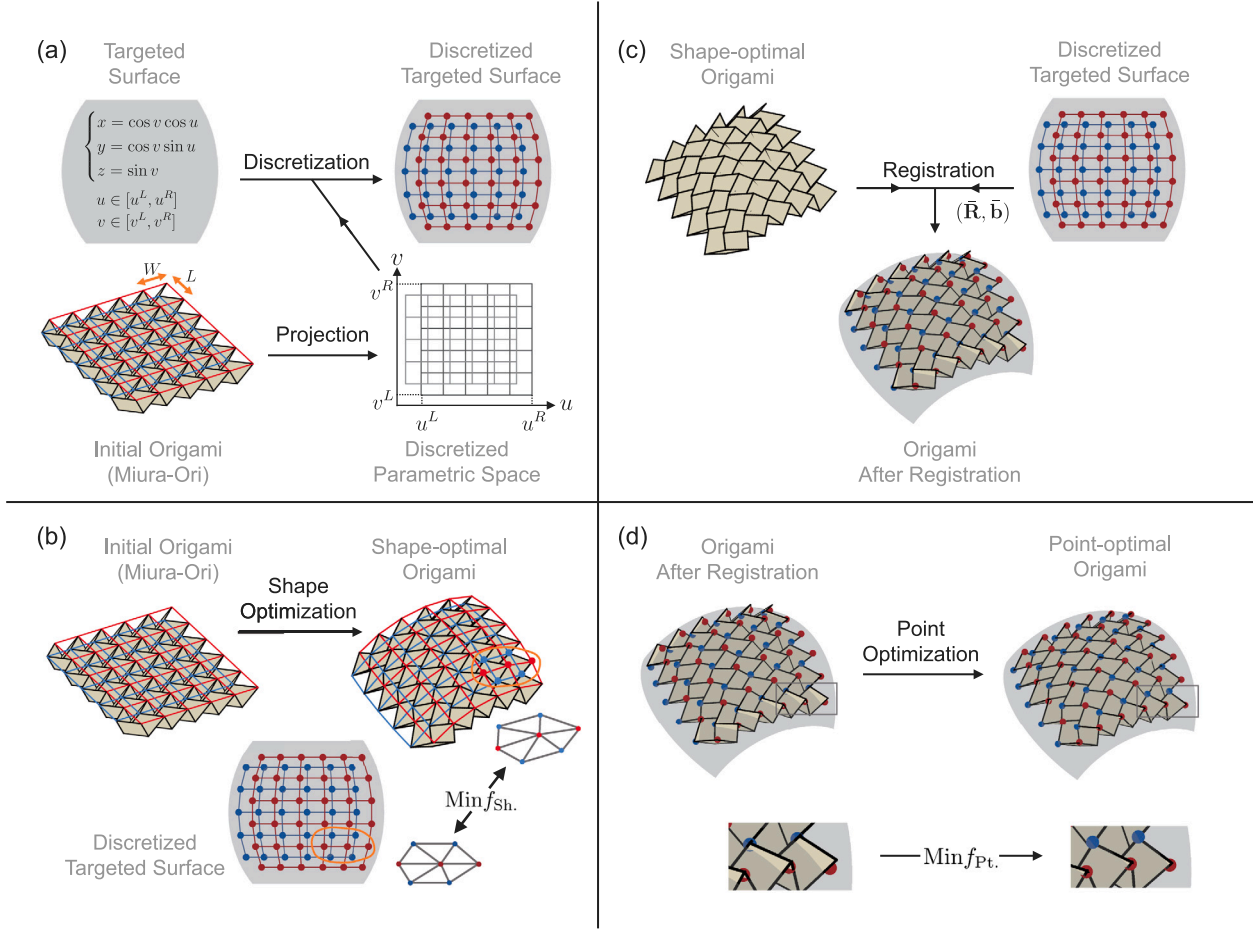 (a)
Targeted
Surface
x = cos v cos u
y = cos v sin u
z = sin v
u ∈ [u^L, u^R]
v ∈ [v^L, v^R]
Discretization
Discretized
Targeted Surface
W
L
Initial Origami
(Miura-Ori)
Projection
v
v^R
v^L
u^L
u^R
u
Discretized
Parametric Space
(c)
Shape-optimal
Origami
Discretized
Targeted Surface
Registration
(R̄, b̄)
Origami
After Registration
(b)
Initial Origami
(Miura-Ori)
Shape
Optimization
Shape-optimal
Origami
Discretized
Targeted Surface
Min f_Sh.
(d)
Origami
After Registration
Point
Optimization
Point-optimal
Origami
Min f_Pt.